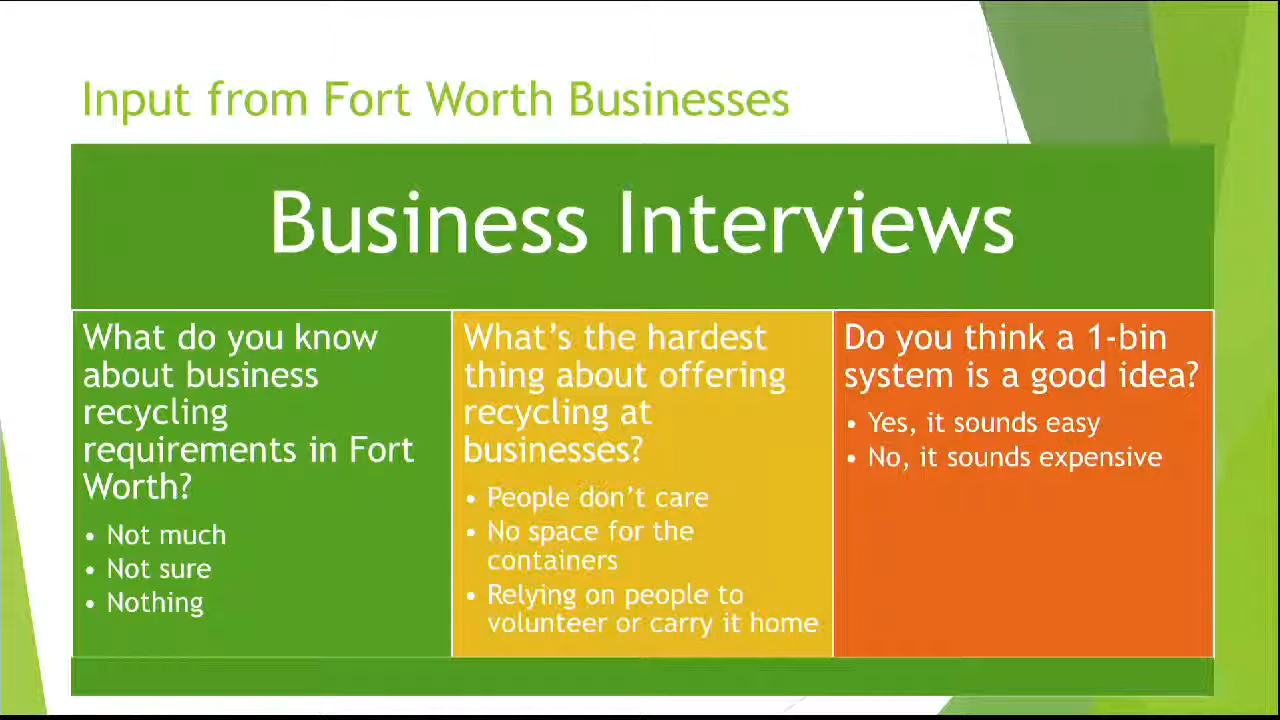 Input from Fort Worth Businesses
Business Interviews
What do you know
about business
recycling
requirements in Fort
Worth?
• Not much
• Not sure
• Nothing
What’s the hardest
thing about offering
recycling at
businesses?
• People don’t care
• No space for the
containers
• Relying on people to
volunteer or carry it home
Do you think a 1-bin
system is a good idea?
• Yes, it sounds easy
• No, it sounds expensive